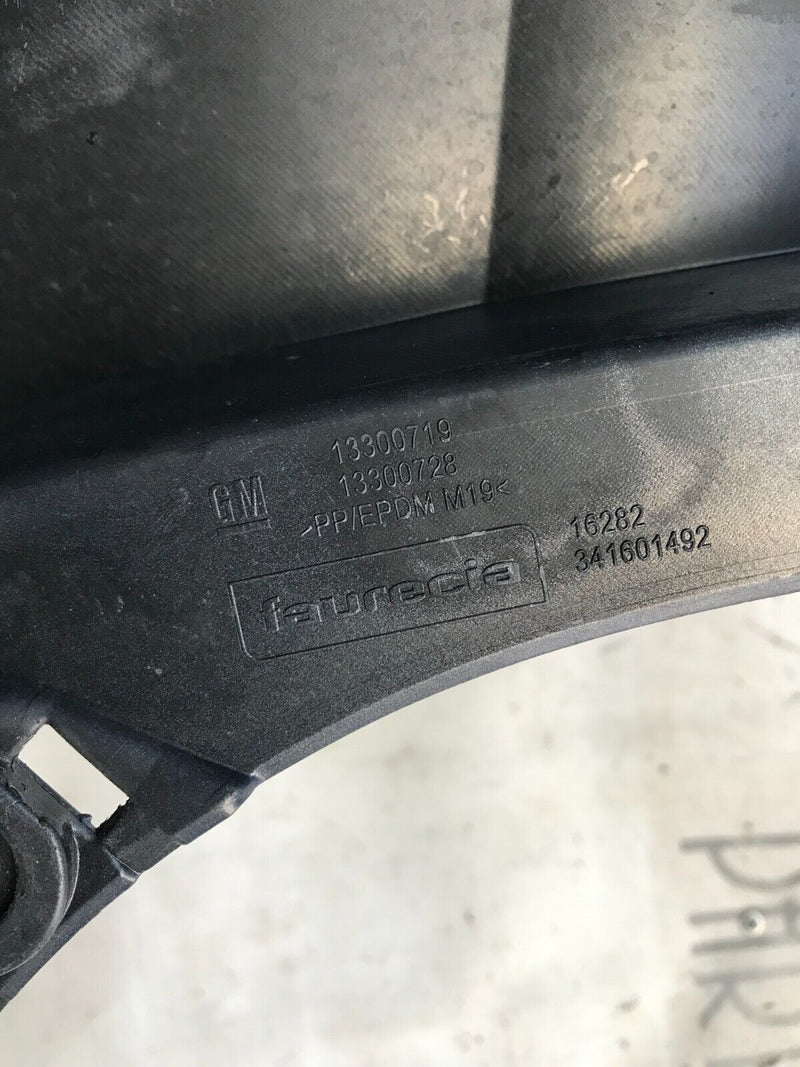 13300719
13300728
GM
>PP/EPDM M19<
faurecia
16282
341601492